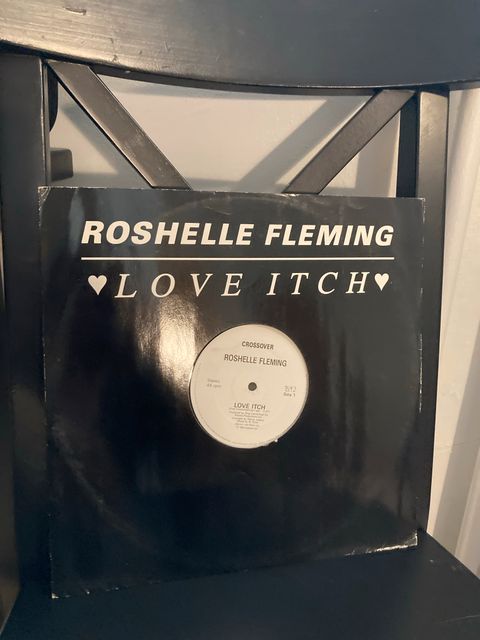 ROSHELLE FLEMING
♥ LOVE ITCH ♥
CROSSOVER
ROSHELLE FLEMING
Stereo
45 rpm
Side 1
LOVE ITCH